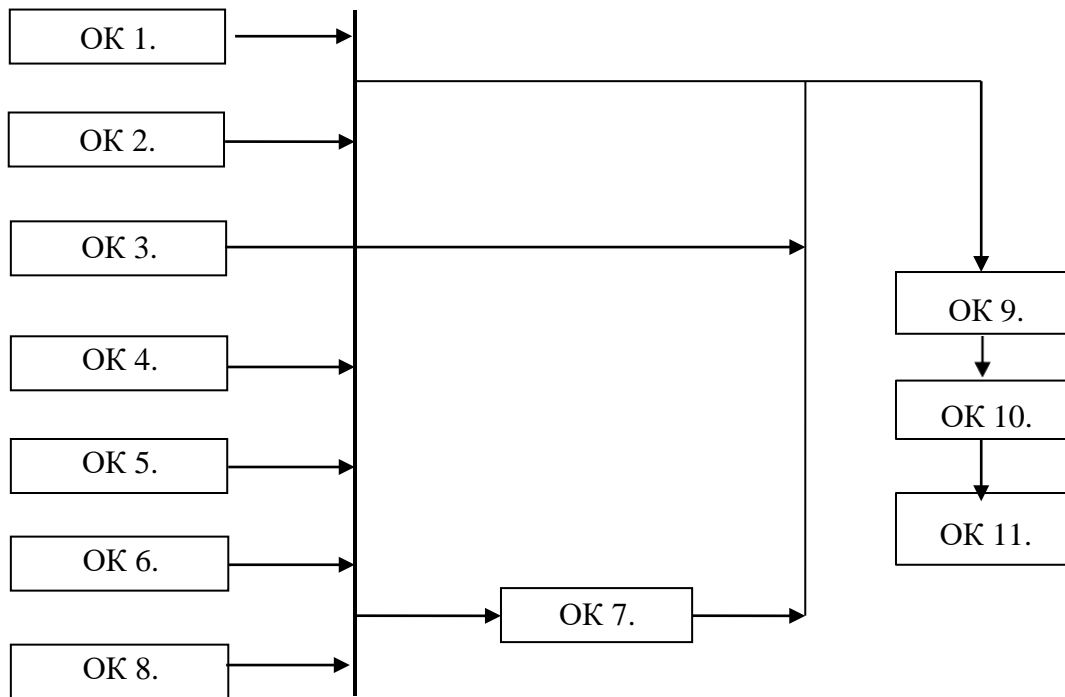 ОК 1.
ОК 2.
ОК 3.
ОК 4.
ОК 5.
ОК 6.
ОК 8.
ОК 7.
ОК 9.
ОК 10.
ОК 11.